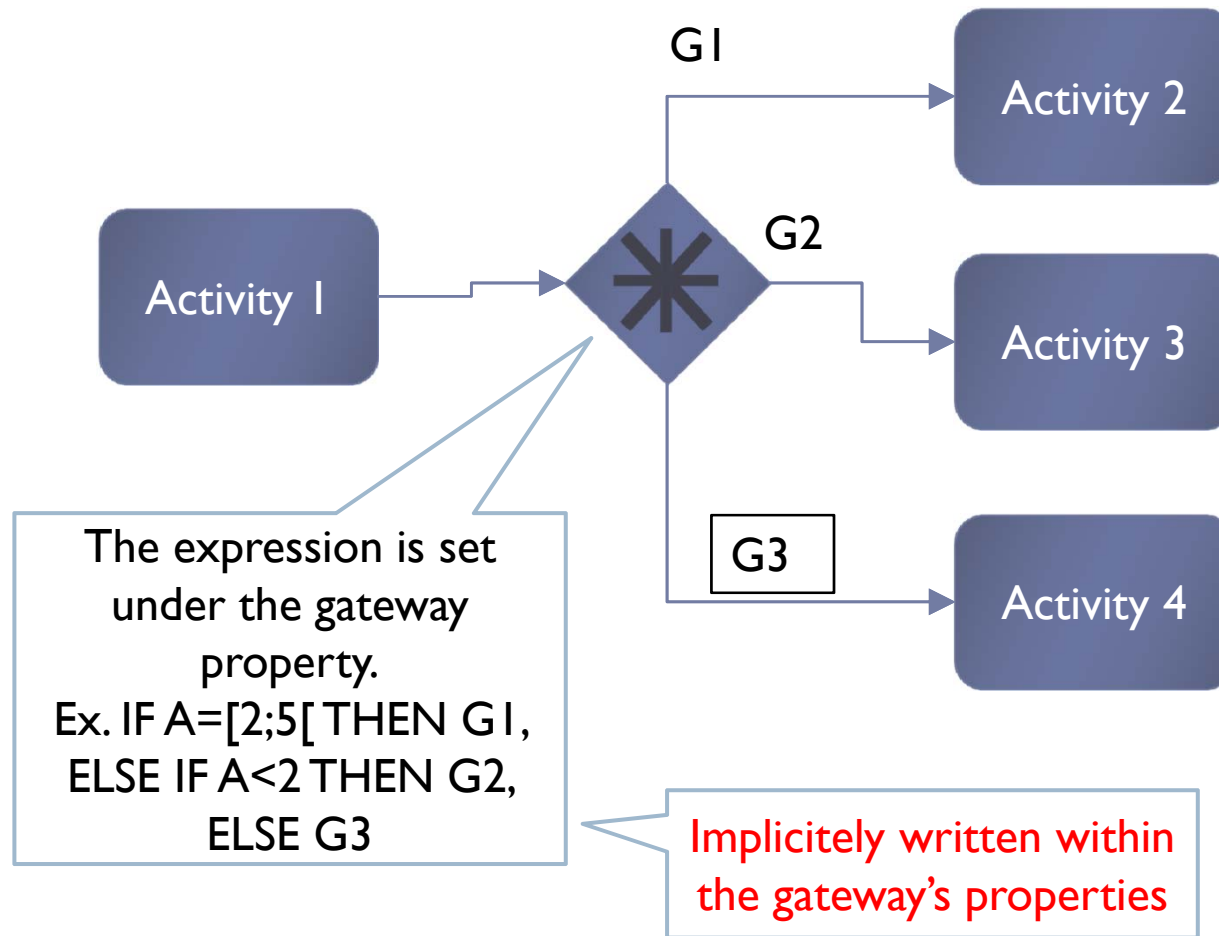 G1
Activity 2
G2
Activity 1
Activity 3
G3
Activity 4
The expression is set
under the gateway
property.
Ex. IF A=[2;5[ THEN G1,
ELSE IF A<2 THEN G2,
ELSE G3
Implicitely written within
the gateway’s properties